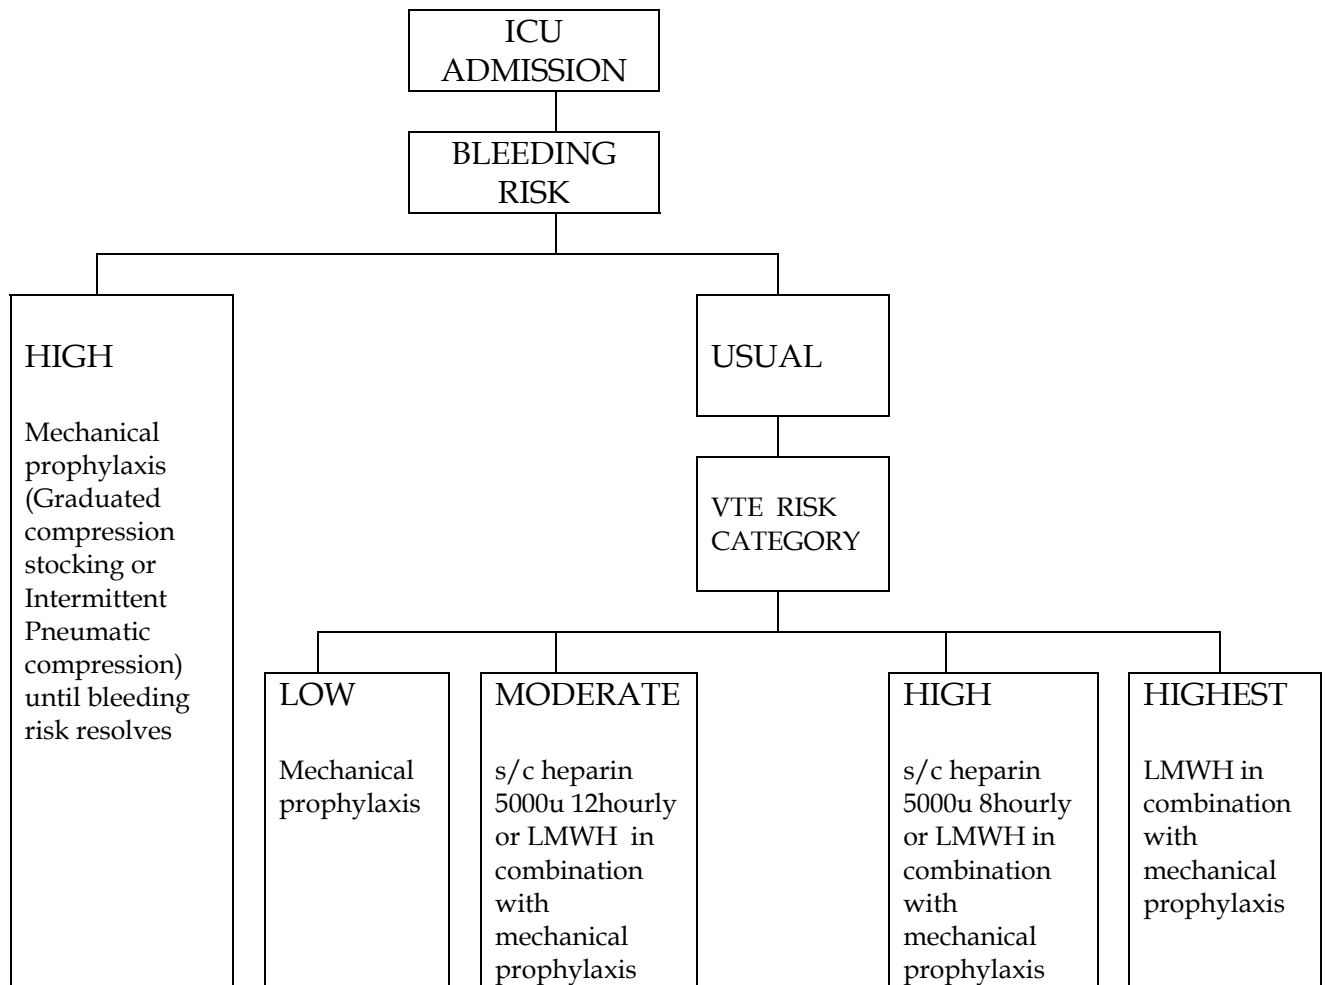 ICU
ADMISSION
BLEEDING
RISK
HIGH
Mechanical
prophylaxis
(Graduated
compression
stocking or
Intermittent
Pneumatic
compression)
until bleeding
risk resolves
USUAL
VTE RISK
CATEGORY
LOW
Mechanical
prophylaxis
MODERATE
s/c heparin
5000u 12hourly
or LMWH in
combination
with
mechanical
prophylaxis
HIGH
s/c heparin
5000u 8hourly
or LMWH in
combination
with
mechanical
prophylaxis
HIGHEST
LMWH in
combination
with
mechanical
prophylaxis